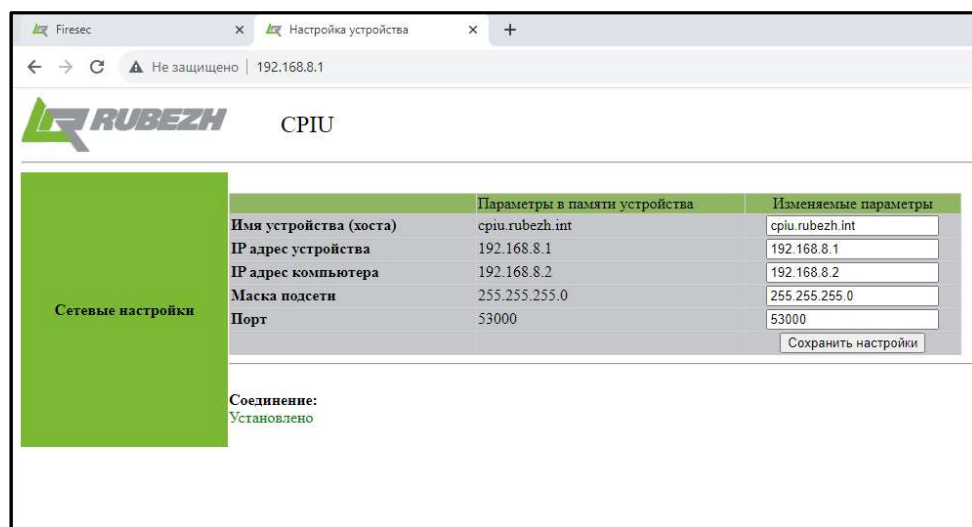 Firesec
Настройка устройства
Не защищено | 192.168.8.1
RUBEZH
CPIU
Параметры в памяти устройства Изменяемые параметры
Имя устройства (хоста) cpiu.rubezh.int cpiu.rubezh.int
IP адрес устройства 192.168.8.1 192.168.8.1
IP адрес компьютера 192.168.8.2 192.168.8.2
Маска подсети 255.255.255.0 255.255.255.0
Сетевые настройки
Порт 53000 53000
Сохранить настройки
Соединение:
Установлено